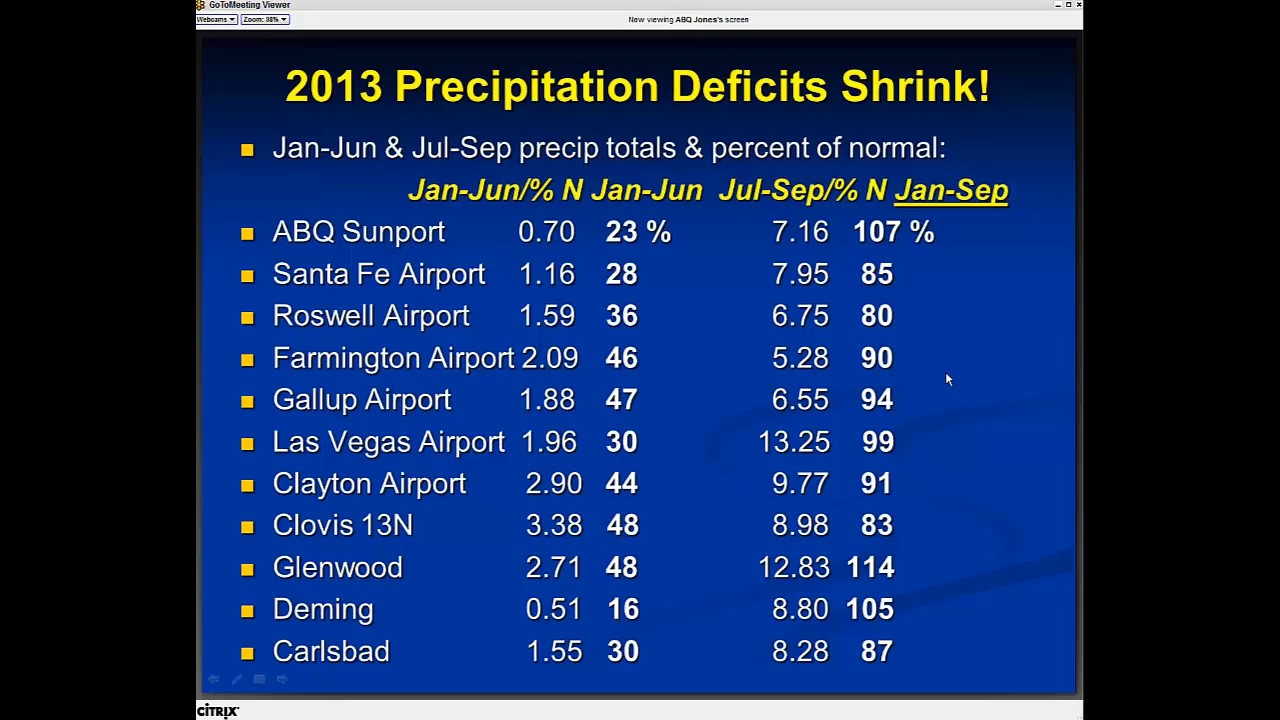 GoToMeeting Viewer
Webcams Zoom: 38% Now viewing ABQ Jones's screen
2013 Precipitation Deficits Shrink!
Jan-Jun & Jul-Sep precip totals & percent of normal:
Jan-Jun/% N Jan-Jun Jul-Sep/% N Jan-Sep
ABQ Sunport 0.70 23 % 7.16 107 %
Santa Fe Airport 1.16 28 7.95 85
Roswell Airport 1.59 36 6.75 80
Farmington Airport 2.09 46 5.28 90
Gallup Airport 1.88 47 6.55 94
Las Vegas Airport 1.96 30 13.25 99
Clayton Airport 2.90 44 9.77 91
Clovis 13N 3.38 48 8.98 83
Glenwood 2.71 48 12.83 114
Deming 0.51 16 8.80 105
Carlsbad 1.55 30 8.28 87
CITRIX